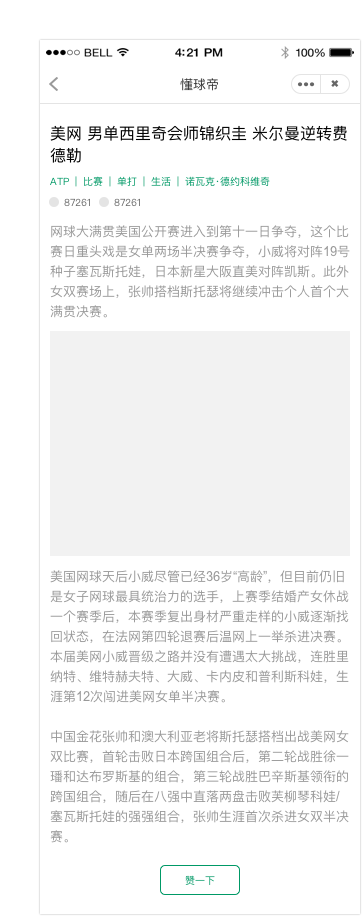 BELL 4:21 PM 100%
懂球帝
美网 男单西里奇会师锦织圭 米尔曼逆转费
德勒
ATP | 比赛 | 单打 | 生活 | 诺瓦克·德约科维奇
87261 87261
网球大满贯美国公开赛进入到第十一日争夺，这个比
赛日重头戏是女单两场半决赛争夺，小威将对阵19号
种子塞瓦斯托娃，日本新星大阪直美对阵凯斯。此外
女双赛场上，张帅搭档斯托瑟将继续冲击个人首个大
满贯决赛。
美国网球天后小威尽管已经36岁“高龄”，但目前仍旧
是女子网球最具统治力的选手，上赛季结婚产女休战
一个赛季后，本赛季复出身材严重走样的小威逐渐找
回状态，在法网第四轮退赛后温网上一举杀进决赛。
本届美网小威晋级之路并没有遭遇太大挑战，连胜里
纳特、维特赫夫特、大威、卡内皮和普利斯科娃，生
涯第12次闯进美网女单半决赛。
中国金花张帅和澳大利亚老将斯托瑟搭档出战美网女
双比赛，首轮击败日本跨国组合后，第二轮战胜徐一
璠和达布罗斯基的组合，第三轮战胜巴辛斯基领衔的
跨国组合，随后在八强中直落两盘击败芙柳琴科娃/
塞瓦斯托娃的强强组合，张帅生涯首次杀进女双半决
赛。
赞一下